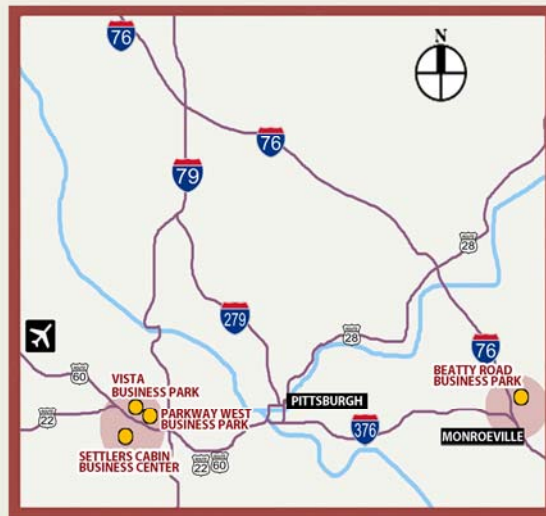 76
N
76
79
28
279
28
76
60
BEATTY ROAD
BUSINESS PARK
VISTA
BUSINESS PARK
PITTSBURGH
22
PARKWAY WEST
BUSINESS PARK
376
MONROEVILLE
SETTLERS CABIN
BUSINESS CENTER
22
60